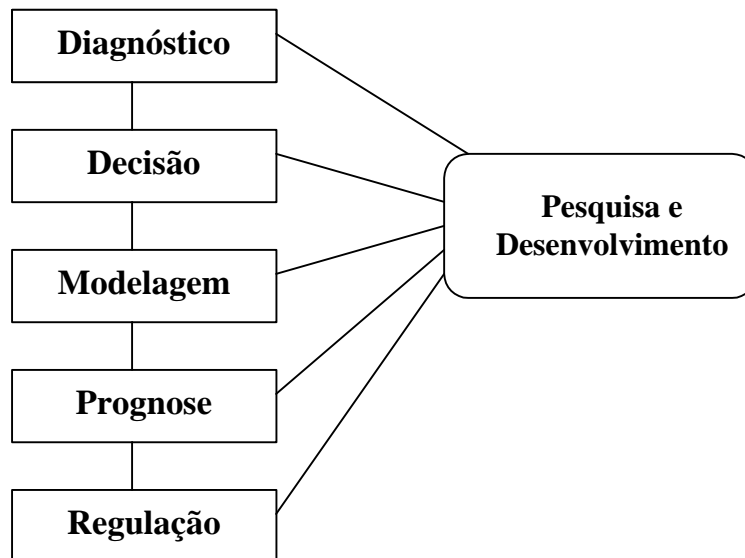 Diagnóstico
Decisão
Modelagem
Prognose
Regulação
Pesquisa e
Desenvolvimento